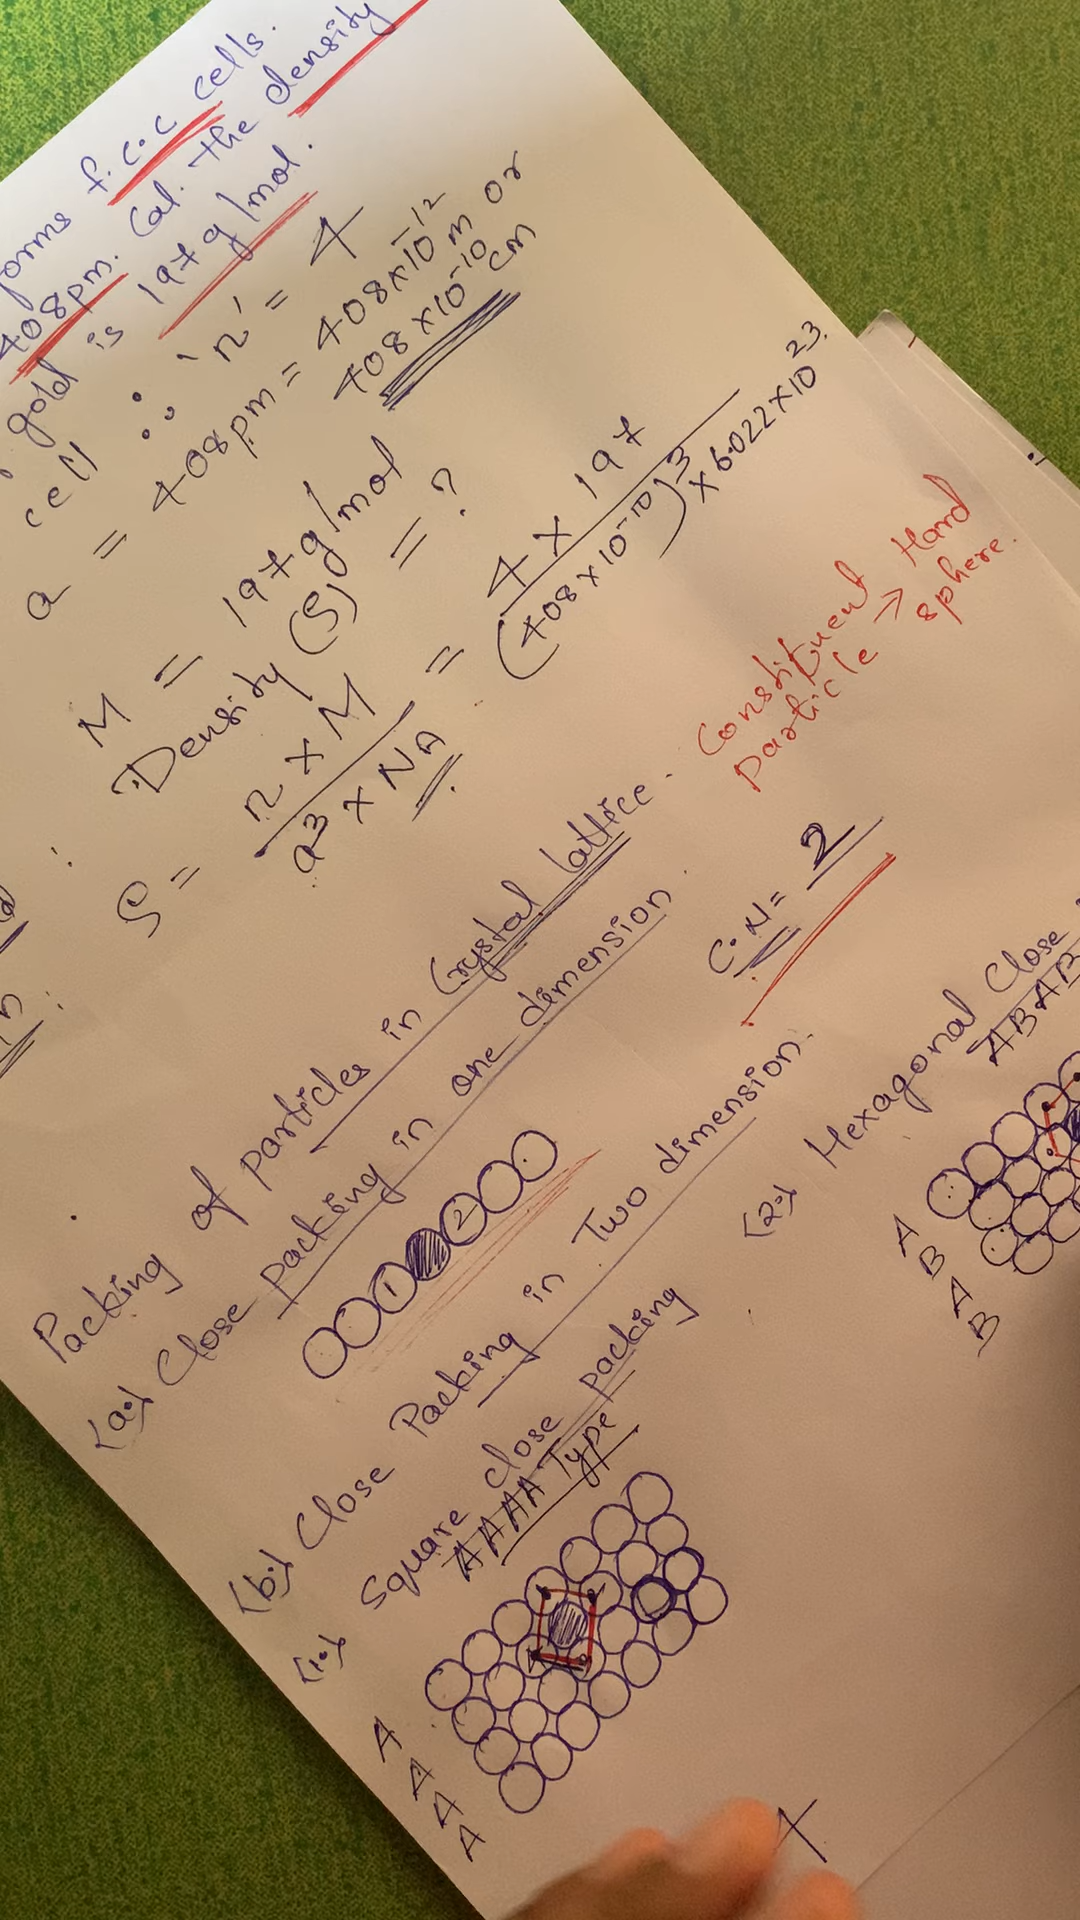 forms f.c.c cells.
408pm. Cal. the density
gold is 197 g/mol.
cell ∴ 'n' = 4
a = 408pm = 408×10⁻¹² m or
408 ×10⁻¹⁰ cm
M = 197 g/mol
Density (ρ) = ?
ρ = n × M / a³ × NA = 4 × 197 / (408 × 10⁻¹⁰)³ × 6.022×10²³.
Packing of particles in Crystal lattice - Constituent
particle → Hard
sphere.
(a.) Close packing in one dimension.
C.N = 2
1 2
(b.) Close Packing in Two dimension.
(1.) Square close packing
AAAA Type
A
A
A
A
4
(2.) Hexagonal Close
ABAB
A
B
A
B